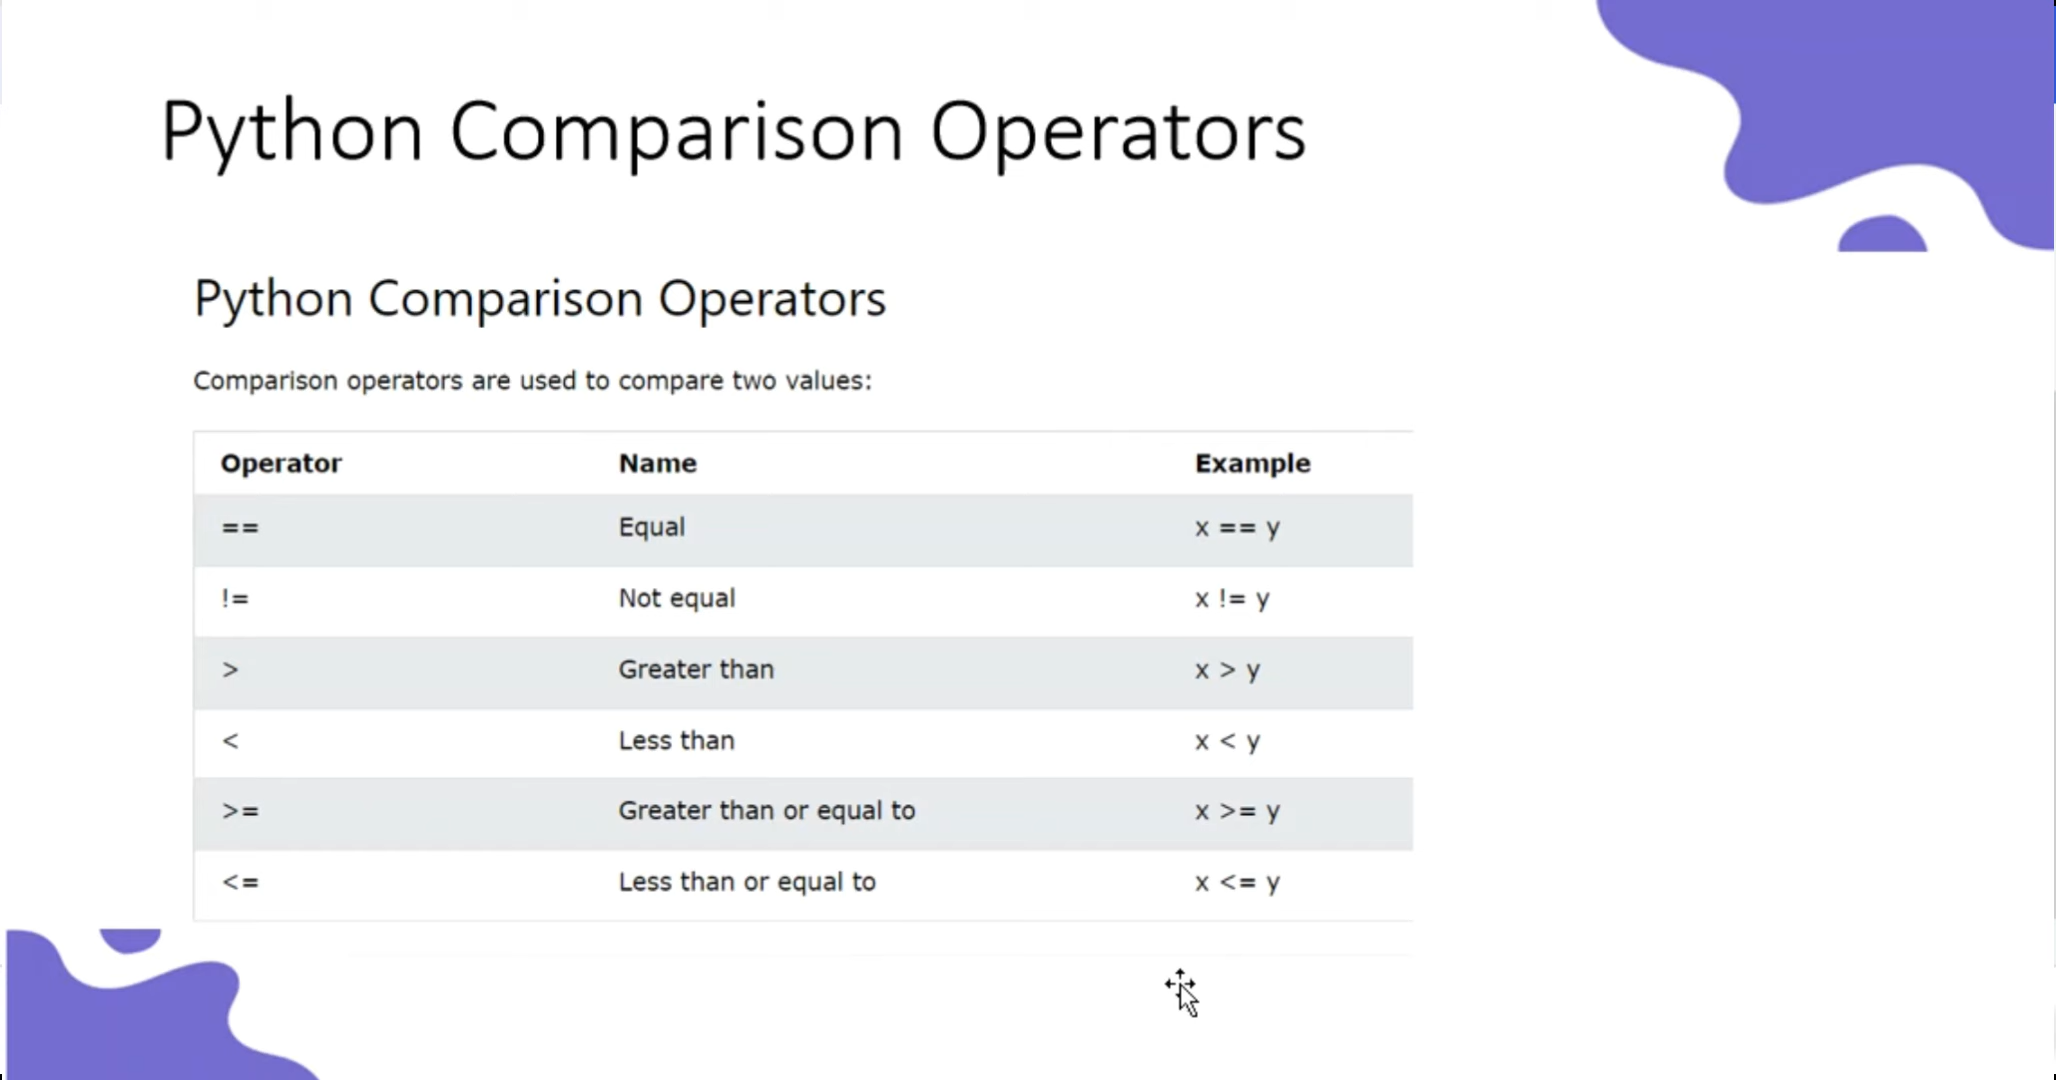 Python Comparison Operators
Python Comparison Operators
Comparison operators are used to compare two values:
Operator Name Example
== Equal x == y
!= Not equal x != y
> Greater than x > y
< Less than x < y
>= Greater than or equal to x >= y
<= Less than or equal to x <= y